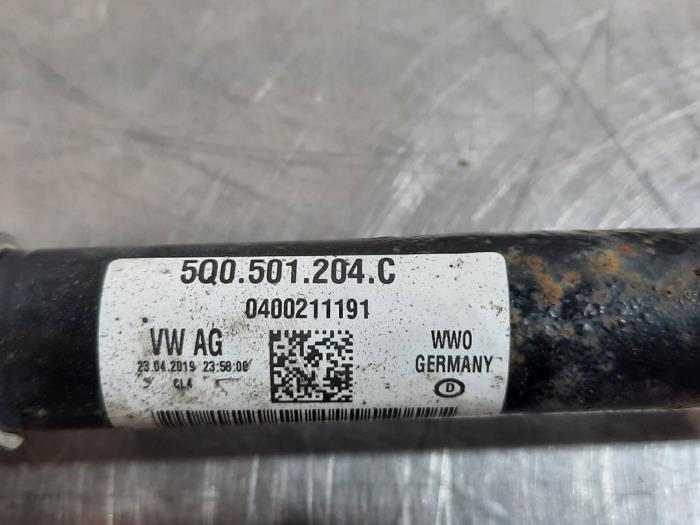 5Q0.501.204.C
0400211191
VW AG
23.04.2019 23:58:00
CL4
WWO
GERMANY
D